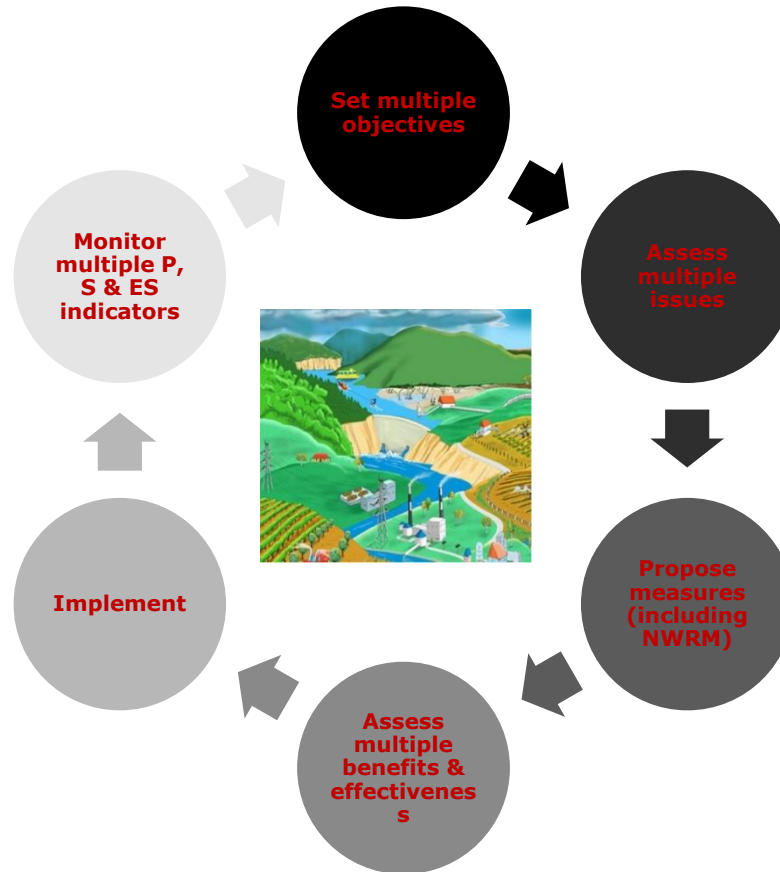 Set multiple
objectives
Assess
multiple
issues
Propose
measures
(including
NWRM)
Assess
multiple
benefits &
effectivenes
s
Implement
Monitor
multiple P,
S & ES
indicators